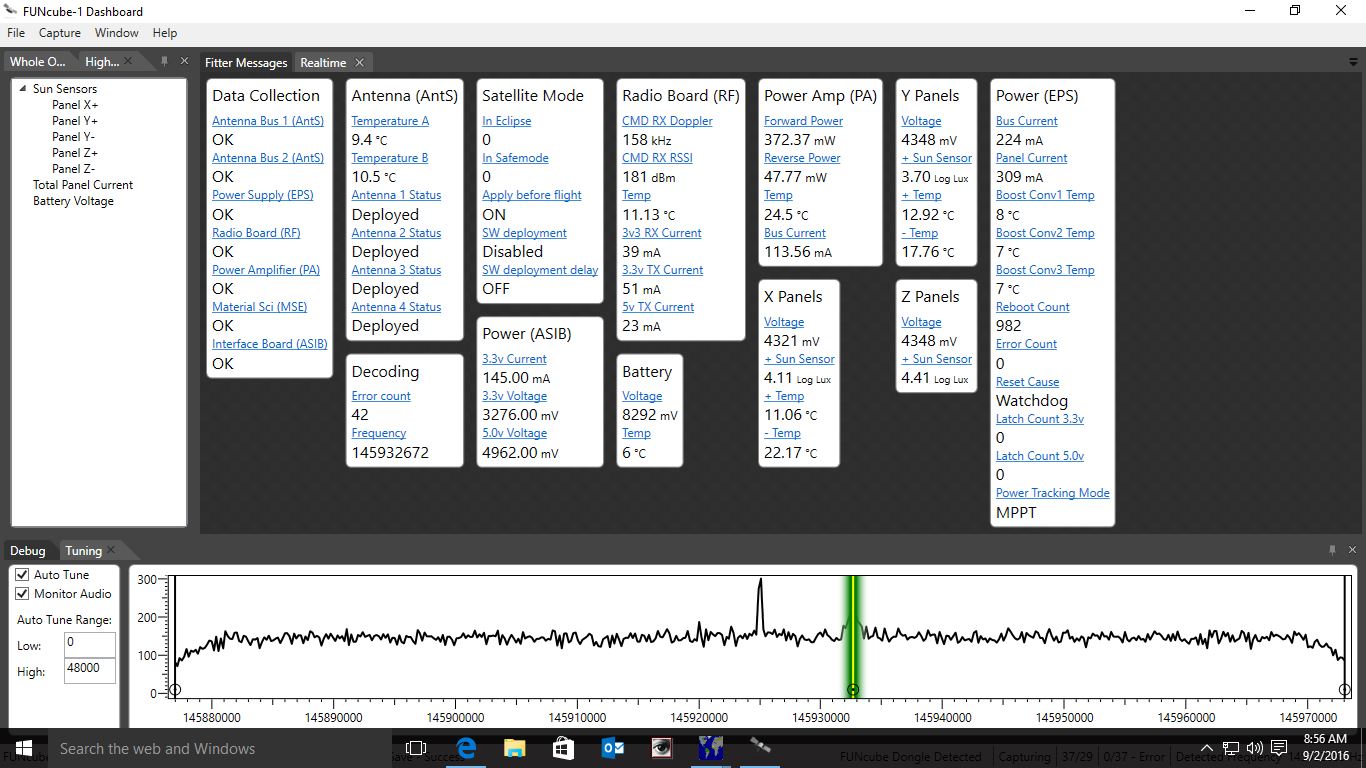 FUNcube-1 Dashboard
File Capture Window Help
Whole O... High...
Sun Sensors
Panel X+
Panel Y+
Panel Y-
Panel Z+
Panel Z-
Total Panel Current
Battery Voltage
Fitter Messages Realtime
Data Collection
Antenna Bus 1 (AntS)
OK
Antenna Bus 2 (AntS)
OK
Power Supply (EPS)
OK
Radio Board (RF)
OK
Power Amplifier (PA)
OK
Material Sci (MSE)
OK
Interface Board (ASIB)
OK
Antenna (AntS)
Temperature A
9.4 °C
Temperature B
10.5 °C
Antenna 1 Status
Deployed
Antenna 2 Status
Deployed
Antenna 3 Status
Deployed
Antenna 4 Status
Deployed
Decoding
Error count
42
Frequency
145932672
Satellite Mode
In Eclipse
0
In Safemode
0
Apply before flight
ON
SW deployment
Disabled
SW deployment delay
OFF
Power (ASIB)
3.3v Current
145.00 mA
3.3v Voltage
3276.00 mV
5.0v Voltage
4962.00 mV
Radio Board (RF)
CMD RX Doppler
158 kHz
CMD RX RSSI
181 dBm
Temp
11.13 °C
3v3 RX Current
39 mA
3.3v TX Current
51 mA
5v TX Current
23 mA
Battery
Voltage
8292 mV
Temp
6 °C
Power Amp (PA)
Forward Power
372.37 mW
Reverse Power
47.77 mW
Temp
24.5 °C
Bus Current
113.56 mA
X Panels
Voltage
4321 mV
+ Sun Sensor
4.11 Log Lux
+ Temp
11.06 °C
- Temp
22.17 °C
Y Panels
Voltage
4348 mV
+ Sun Sensor
3.70 Log Lux
+ Temp
12.92 °C
- Temp
17.76 °C
Z Panels
Voltage
4348 mV
+ Sun Sensor
4.41 Log Lux
Power (EPS)
Bus Current
224 mA
Panel Current
309 mA
Boost Conv1 Temp
8 °C
Boost Conv2 Temp
7 °C
Boost Conv3 Temp
7 °C
Reboot Count
982
Error Count
0
Reset Cause
Watchdog
Latch Count 3.3v
0
Latch Count 5.0v
0
Power Tracking Mode
MPPT
Debug Tuning
Auto Tune
Monitor Audio
Auto Tune Range:
Low: 0
High: 48000
300
200
100
0
145880000 145890000 145900000 145910000 145920000 145930000 145940000 145950000 145960000 145970000
Search the web and Windows
FUNcube Dongle Detected Capturing 37/29 0/37 - Error Detected Frequency
8:56 AM
9/2/2016